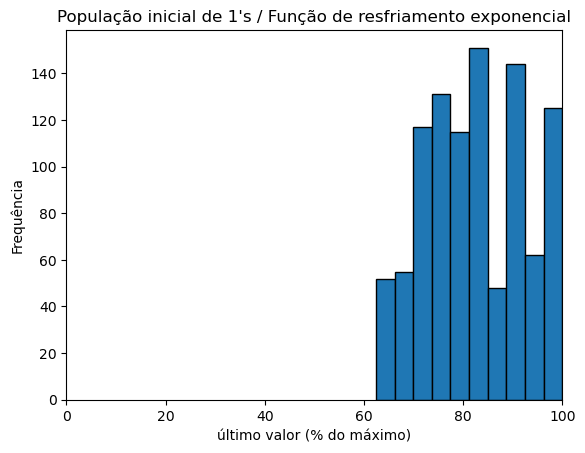 População inicial de 1's / Função de resfriamento exponencial
Frequência
140
120
100
80
60
40
20
0
0 20 40 60 80 100
último valor (% do máximo)